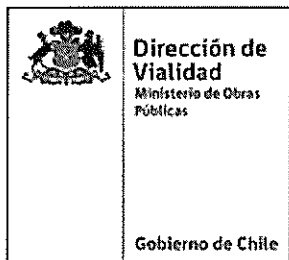 Dirección de
Vialidad
Ministerio de Obras
Públicas
Gobierno de Chile